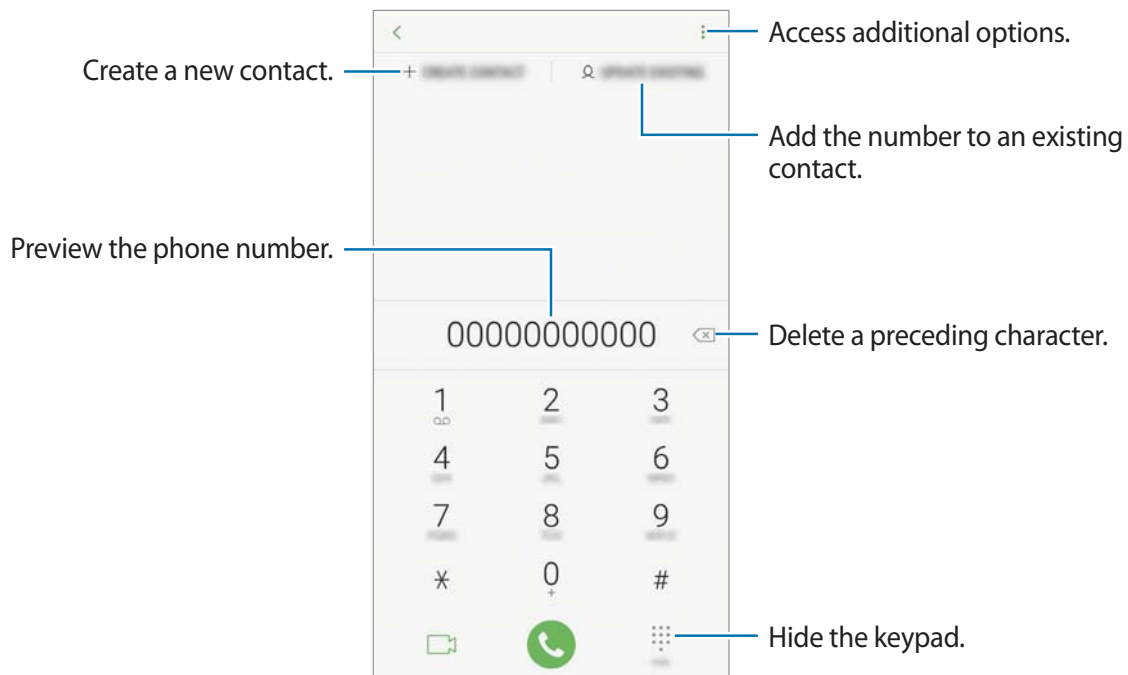 Access additional options.
Create a new contact.
Add the number to an existing
contact.
Preview the phone number.
00000000000
Delete a preceding character.
1 2 3
4 5 6
7 8 9
* 0 #
+
Hide the keypad.